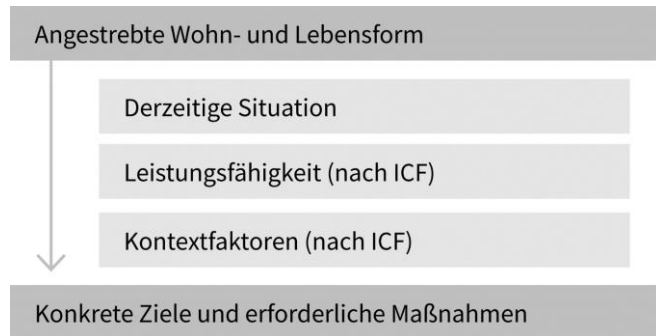 Angestrebte Wohn- und Lebensform
Derzeitige Situation
Leistungsfähigkeit (nach ICF)
Kontextfaktoren (nach ICF)
Konkrete Ziele und erforderliche Maßnahmen